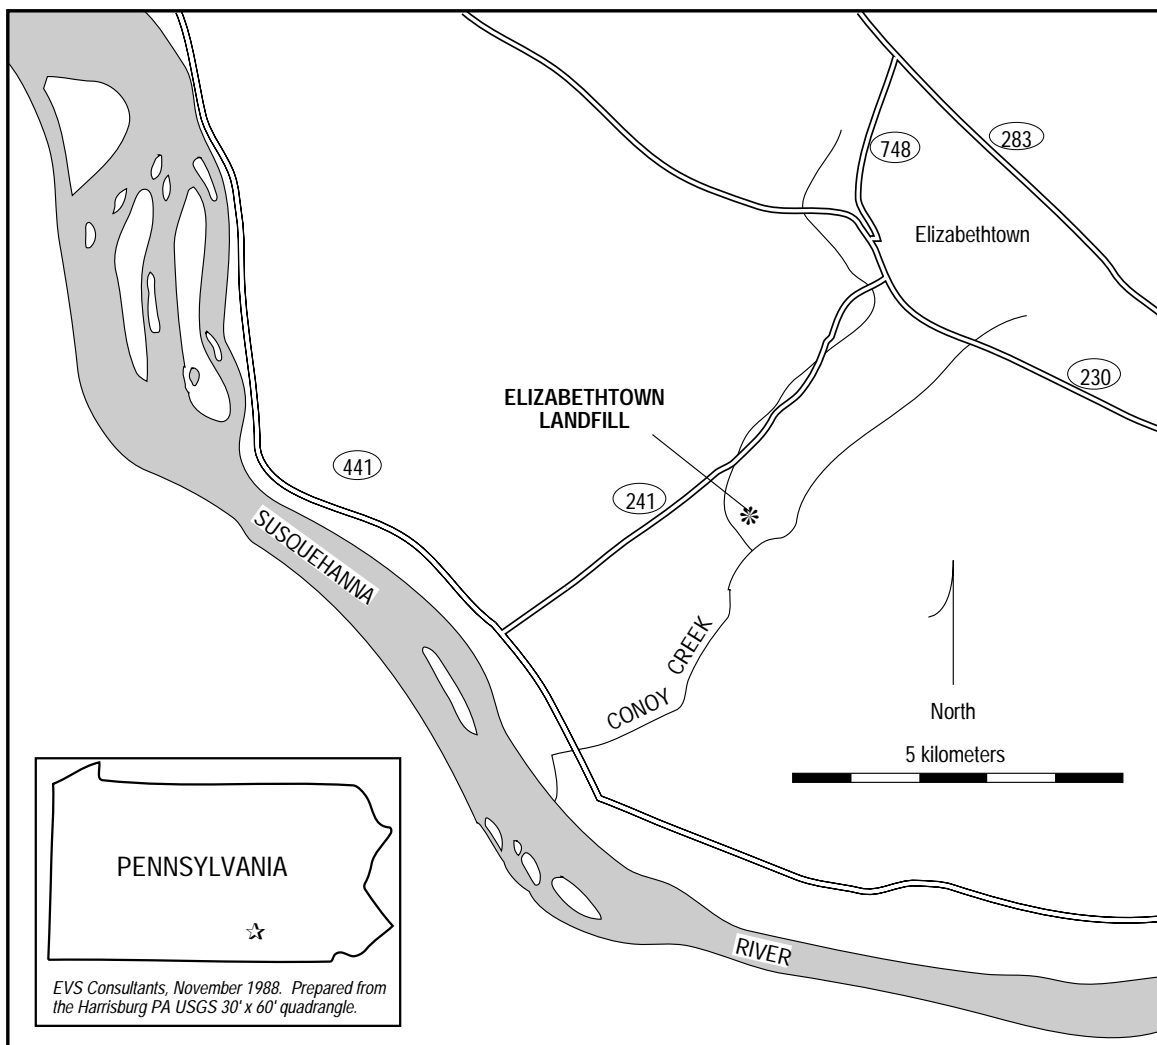 283
748
Elizabethtown
230
ELIZABETHTOWN
LANDFILL
441
241
SUSQUEHANNA
CONOY CREEK
North
5 kilometers
PENNSYLVANIA
RIVER
EVS Consultants, November 1988. Prepared from
the Harrisburg PA USGS 30' x 60' quadrangle.